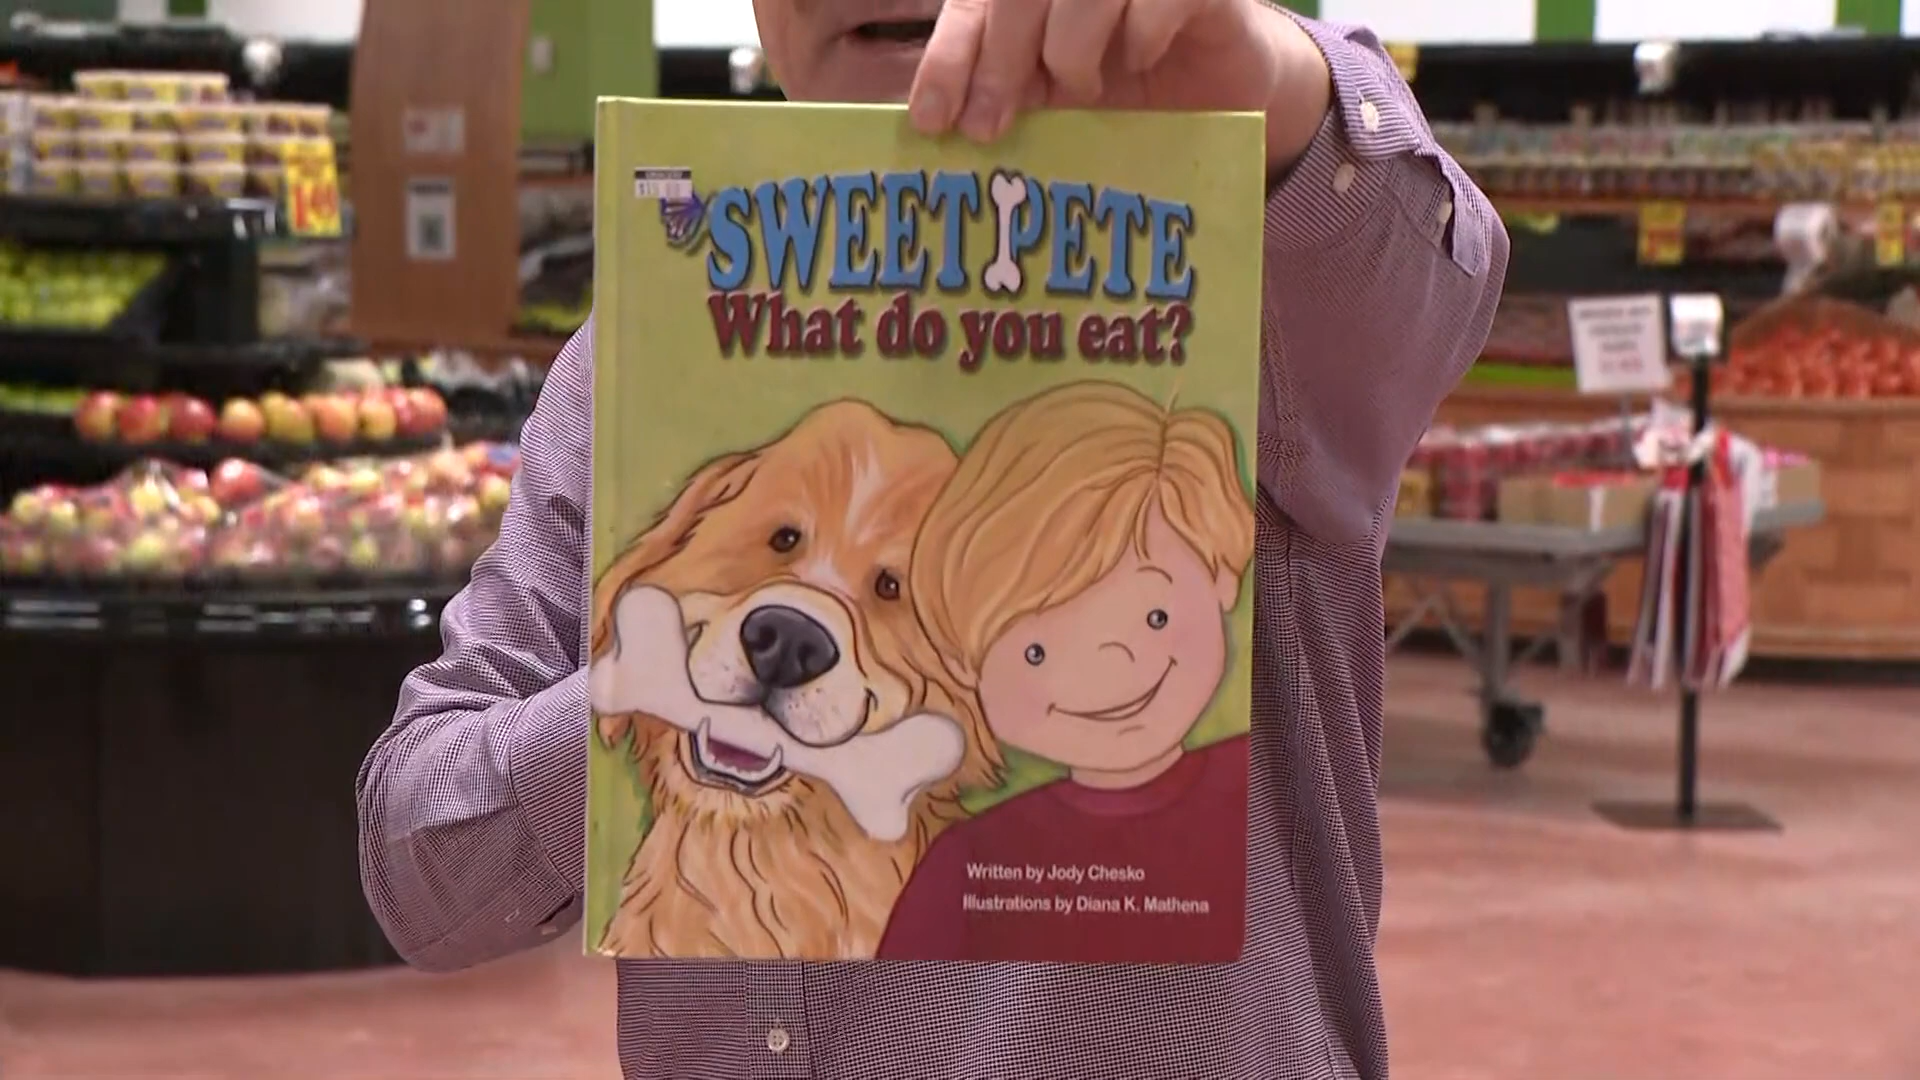 SWEET PETE
What do you eat?
Written by Jody Chesko
Illustrations by Diana K. Mathena